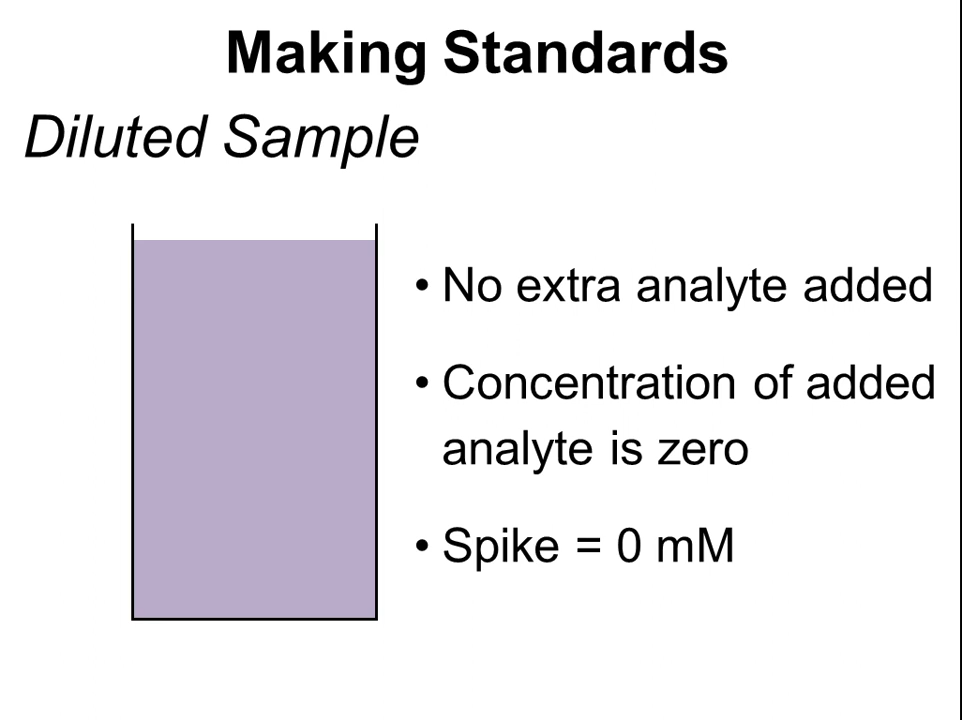 Making Standards
Diluted Sample
• No extra analyte added
• Concentration of added
analyte is zero
• Spike = 0 mM